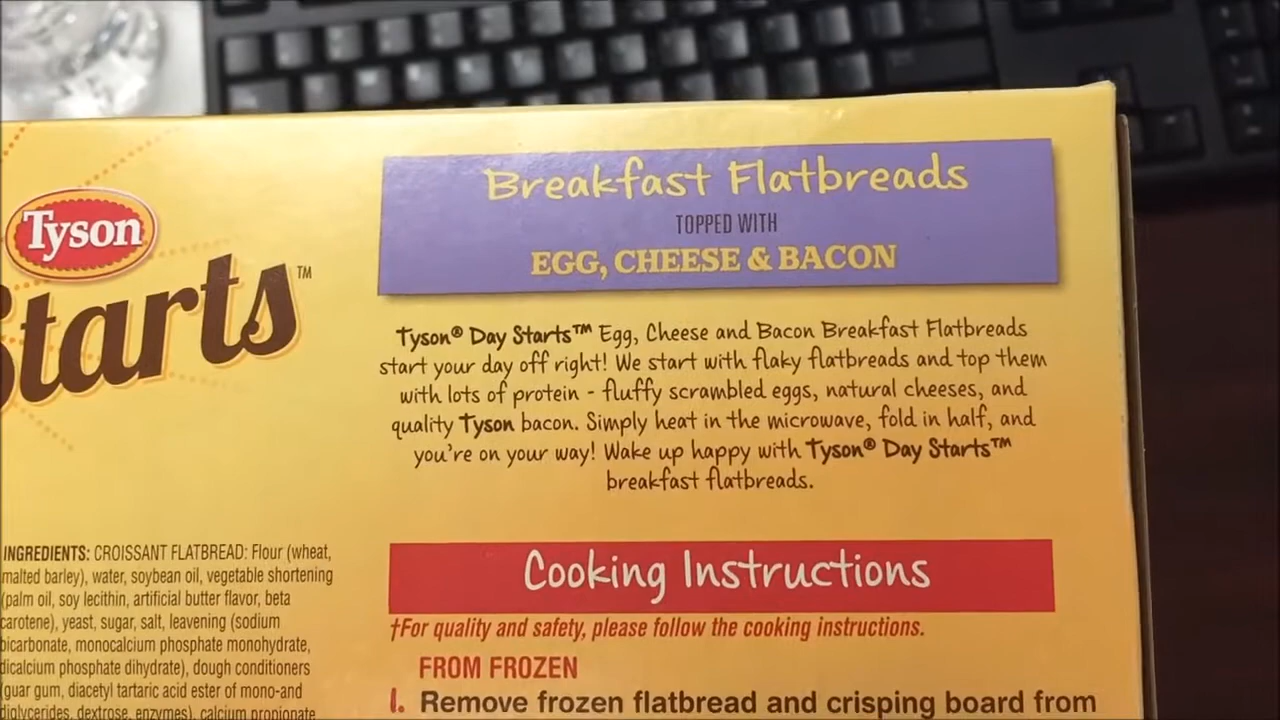 Tyson
Starts™
Breakfast Flatbreads
TOPPED WITH
EGG, CHEESE & BACON
Tyson® Day Starts™ Egg, Cheese and Bacon Breakfast Flatbreads
start your day off right! We start with flaky flatbreads and top them
with lots of protein - fluffy scrambled eggs, natural cheeses, and
quality Tyson bacon. Simply heat in the microwave, fold in half, and
you're on your way! Wake up happy with Tyson® Day Starts™
breakfast flatbreads.
INGREDIENTS: CROISSANT FLATBREAD: Flour (wheat,
malted barley), water, soybean oil, vegetable shortening
(palm oil, soy lecithin, artificial butter flavor, beta
carotene), yeast, sugar, salt, leavening (sodium
bicarbonate, monocalcium phosphate monohydrate,
dicalcium phosphate dihydrate), dough conditioners
(guar gum, diacetyl tartaric acid ester of mono-and
diglycerides, dextrose, enzymes), calcium propionate
Cooking Instructions
†For quality and safety, please follow the cooking instructions.
FROM FROZEN
1. Remove frozen flatbread and crisping board from